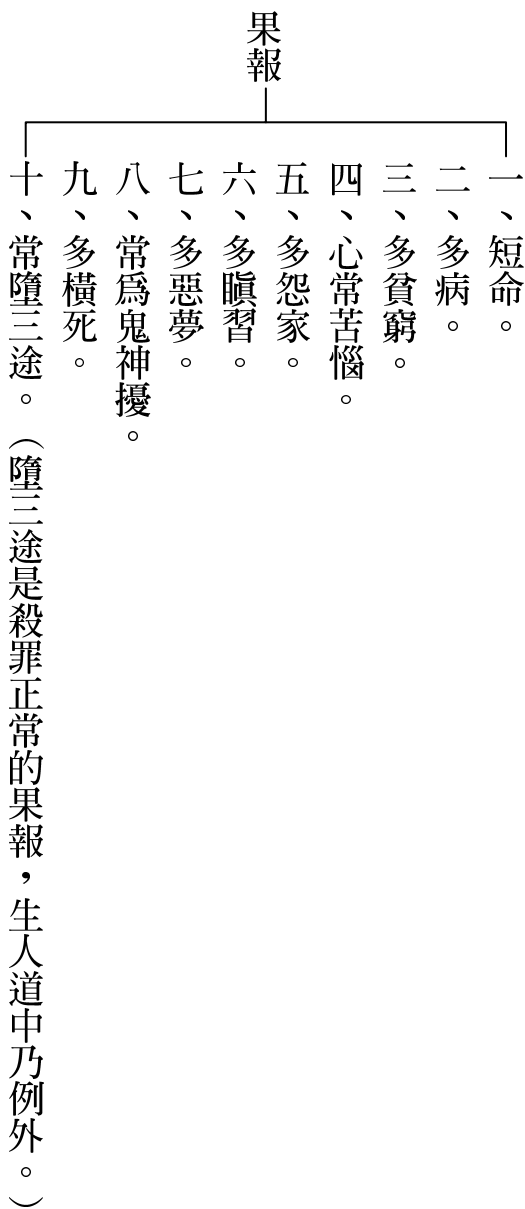 果報
一、短命。
二、多病。
三、多貧窮。
四、心常苦惱。
五、多怨家。
六、多瞋習。
七、多惡夢。
八、常爲鬼神擾。
九、多橫死。
十、常墮三途。（墮三途是殺罪正常的果報，生人道中乃例外。）